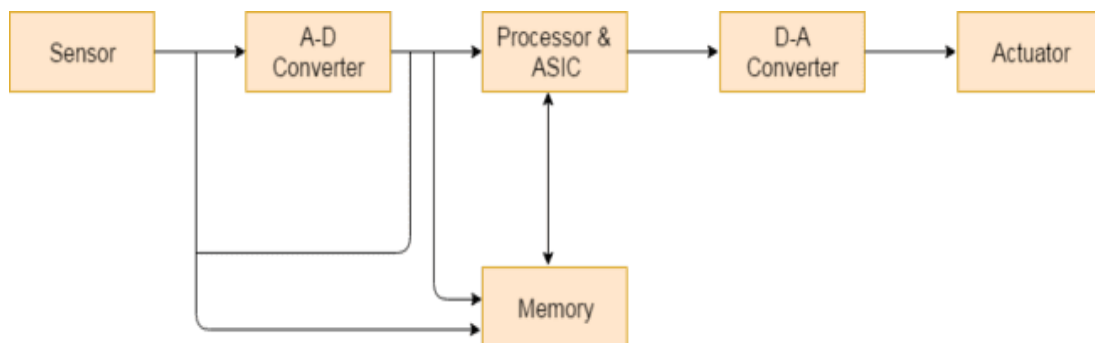 Sensor
A-D
Converter
Processor &
ASIC
D-A
Converter
Actuator
Memory